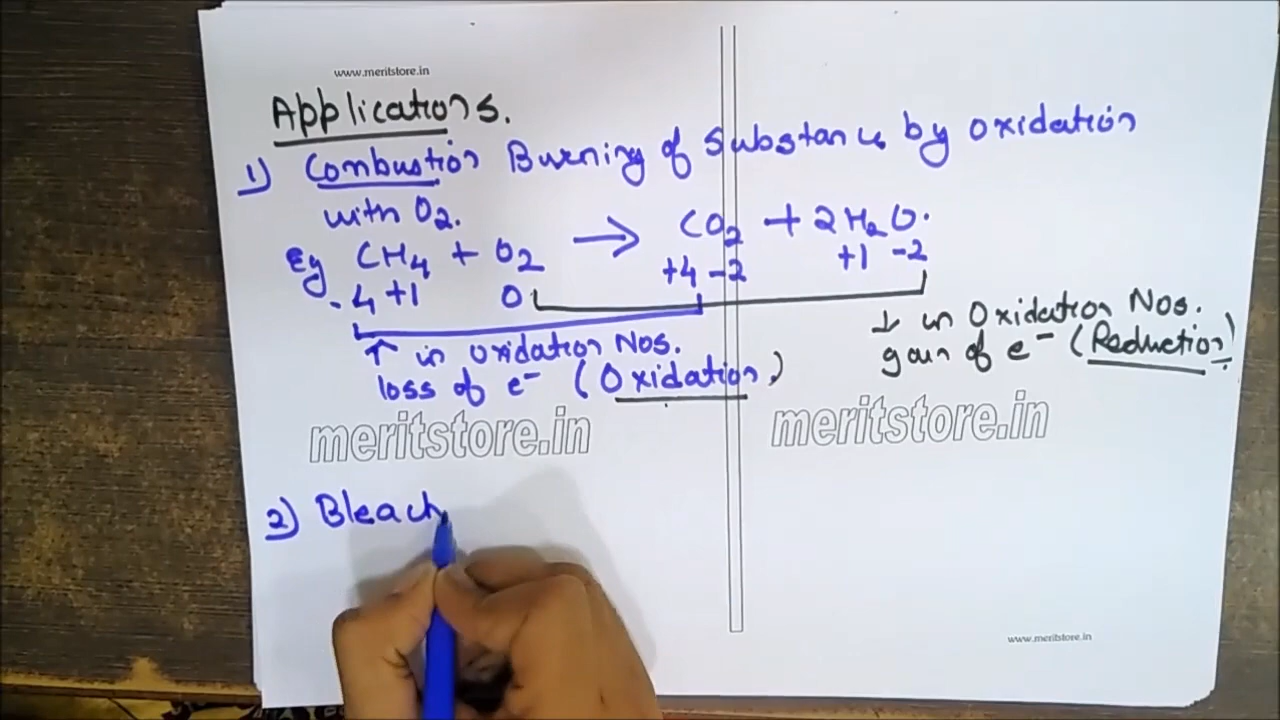 www.meritstore.in
Applications.
1) Combustion Burning of Substance by oxidation
with O2.
Eg CH4 + O2 → CO2 + 2H2O.
-4 +1 0 +4 -2 +1 -2
↑ in oxidation Nos.
loss of e- (Oxidation)
↓ in Oxidation Nos.
gain of e- (Reduction)
meritstore.in meritstore.in
2) Bleach
www.meritstore.in